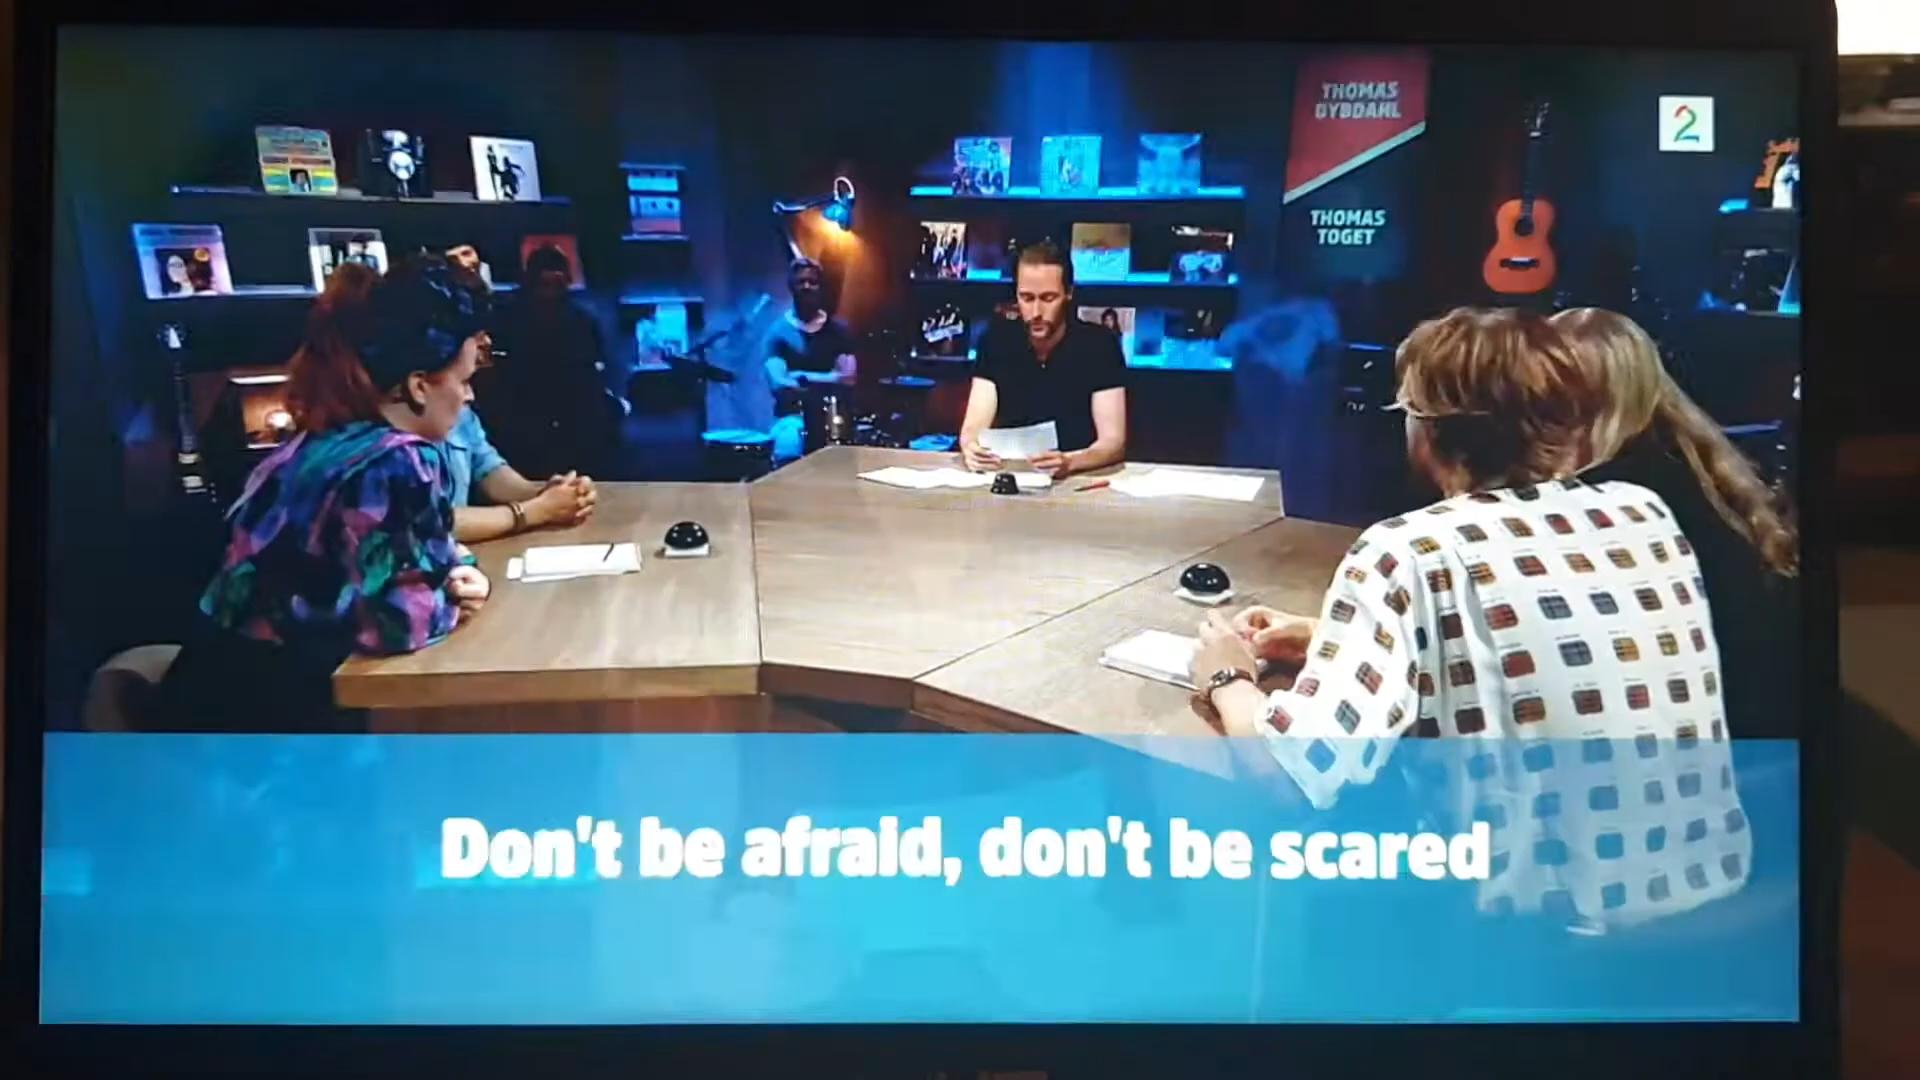 THOMAS
DYBDAHL
THOMAS
TOGET
2
Don't be afraid, don't be scared